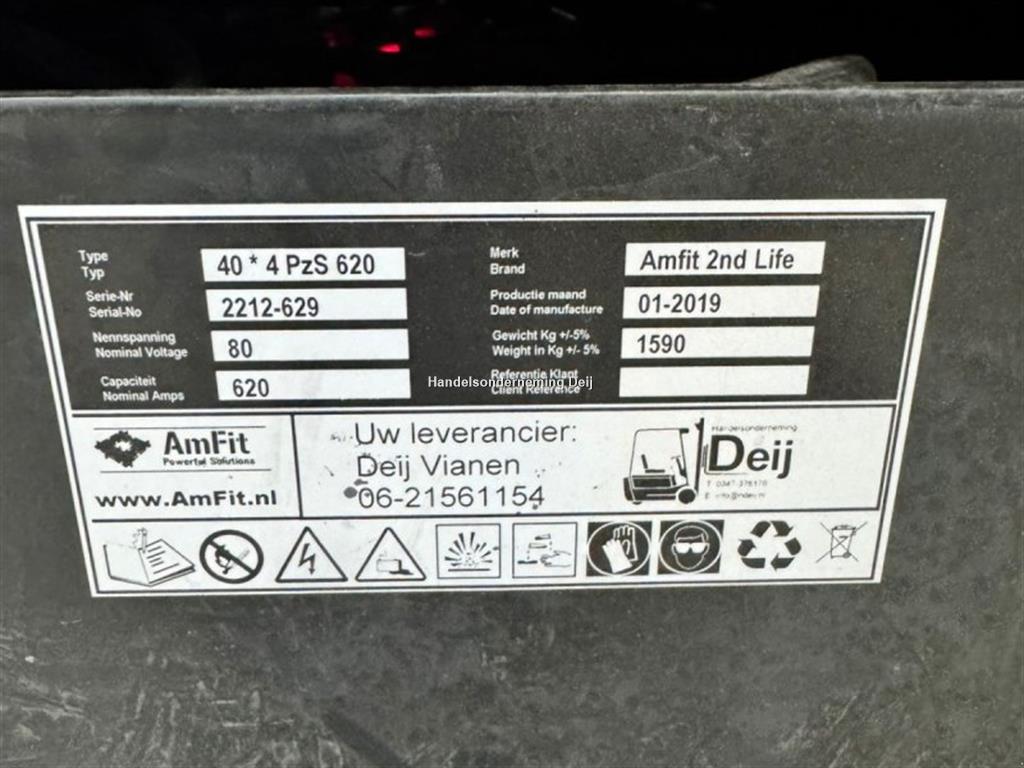 Type
Typ
40 * 4 PzS 620
Serie-Nr
Serial-No
2212-629
Nennspanning
Nominal Voltage
80
Capaciteit
Nominal Amps
620
Merk
Brand
Amfit 2nd Life
Productie maand
Date of manufacture
01-2019
Gewicht Kg +/-5%
Weight in Kg +/- 5%
1590
Referentie Klant
Client Reference
Handelsonderneming Deij
AmFit
Powerful Solutions
www.AmFit.nl
Uw leverancier:
Deij Vianen
06-21561154
Handelsonderneming
Deij